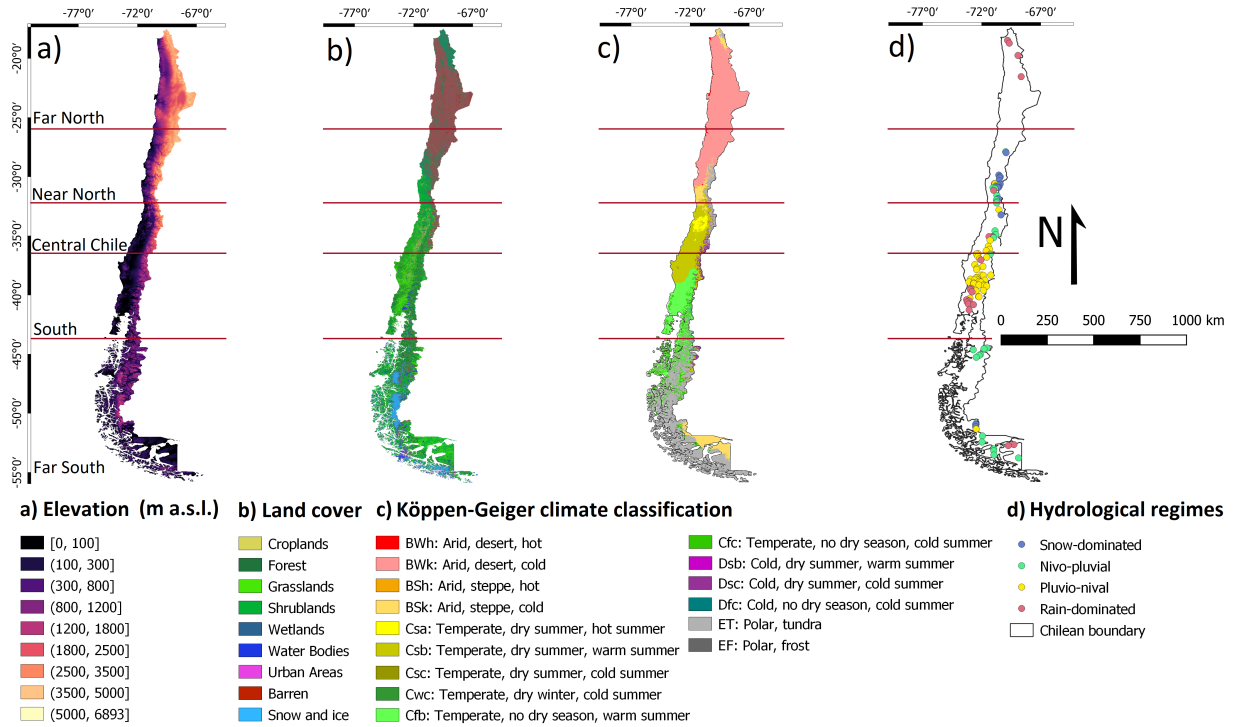 -77°0' -72°0' -67°0' -77°0' -72°0' -67°0' -77°0' -72°0' -67°0' -77°0' -72°0' -67°0'
a) b) c) d)
-20°0'
Far North
-25°0'
-30°0'
Near North
-35°0'
Central Chile
N
-40°0'
South
0 250 500 750 1000 km
-45°0'
-50°0'
Far South
-55°0'
a) Elevation (m a.s.l.)
[0, 100]
(100, 300]
(300, 800]
(800, 1200]
(1200, 1800]
(1800, 2500]
(2500, 3500]
(3500, 5000]
(5000, 6893]
b) Land cover
Croplands
Forest
Grasslands
Shrublands
Wetlands
Water Bodies
Urban Areas
Barren
Snow and ice
c) Köppen-Geiger climate classification
BWh: Arid, desert, hot
BWk: Arid, desert, cold
BSh: Arid, steppe, hot
BSk: Arid, steppe, cold
Csa: Temperate, dry summer, hot summer
Csb: Temperate, dry summer, warm summer
Csc: Temperate, dry summer, cold summer
Cwc: Temperate, dry winter, cold summer
Cfb: Temperate, no dry season, warm summer
Cfc: Temperate, no dry season, cold summer
Dsb: Cold, dry summer, warm summer
Dsc: Cold, dry summer, cold summer
Dfc: Cold, no dry season, cold summer
ET: Polar, tundra
EF: Polar, frost
d) Hydrological regimes
Snow-dominated
Nivo-pluvial
Pluvio-nival
Rain-dominated
Chilean boundary